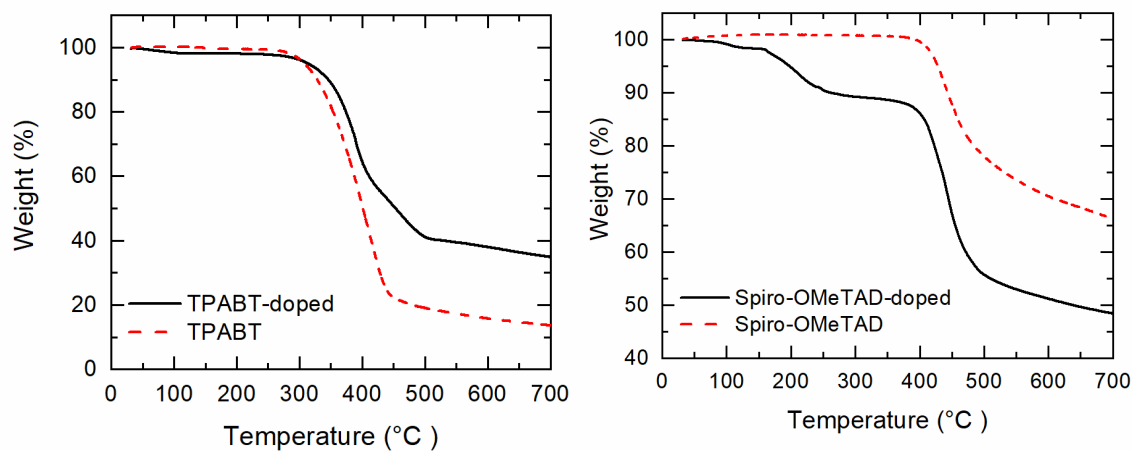 100
80
60
40
20
0
Weight (%)
TPABT-doped
TPABT
0 100 200 300 400 500 600 700
Temperature (°C )
100
90
80
70
60
50
40
Weight (%)
Spiro-OMeTAD-doped
Spiro-OMeTAD
0 100 200 300 400 500 600 700
Temperature (°C )